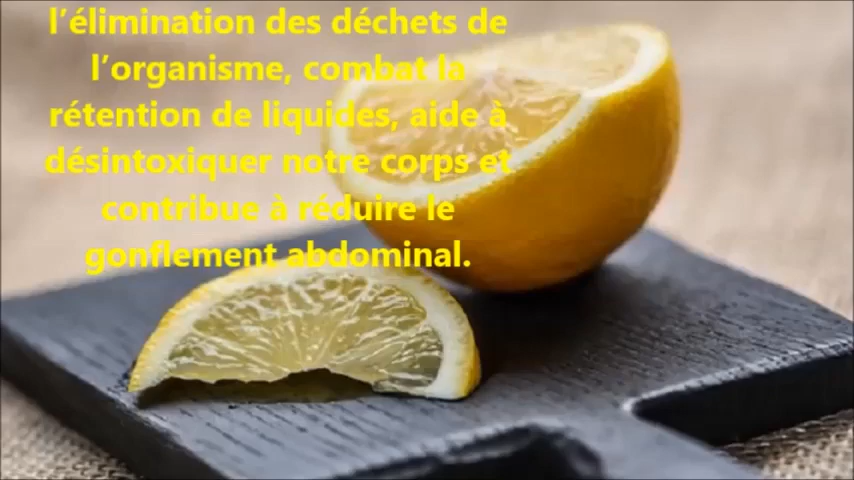 l’élimination des déchets de
l’organisme, combat la
rétention de liquides, aide à
désintoxiquer notre corps et
contribue à réduire le
gonflement abdominal.